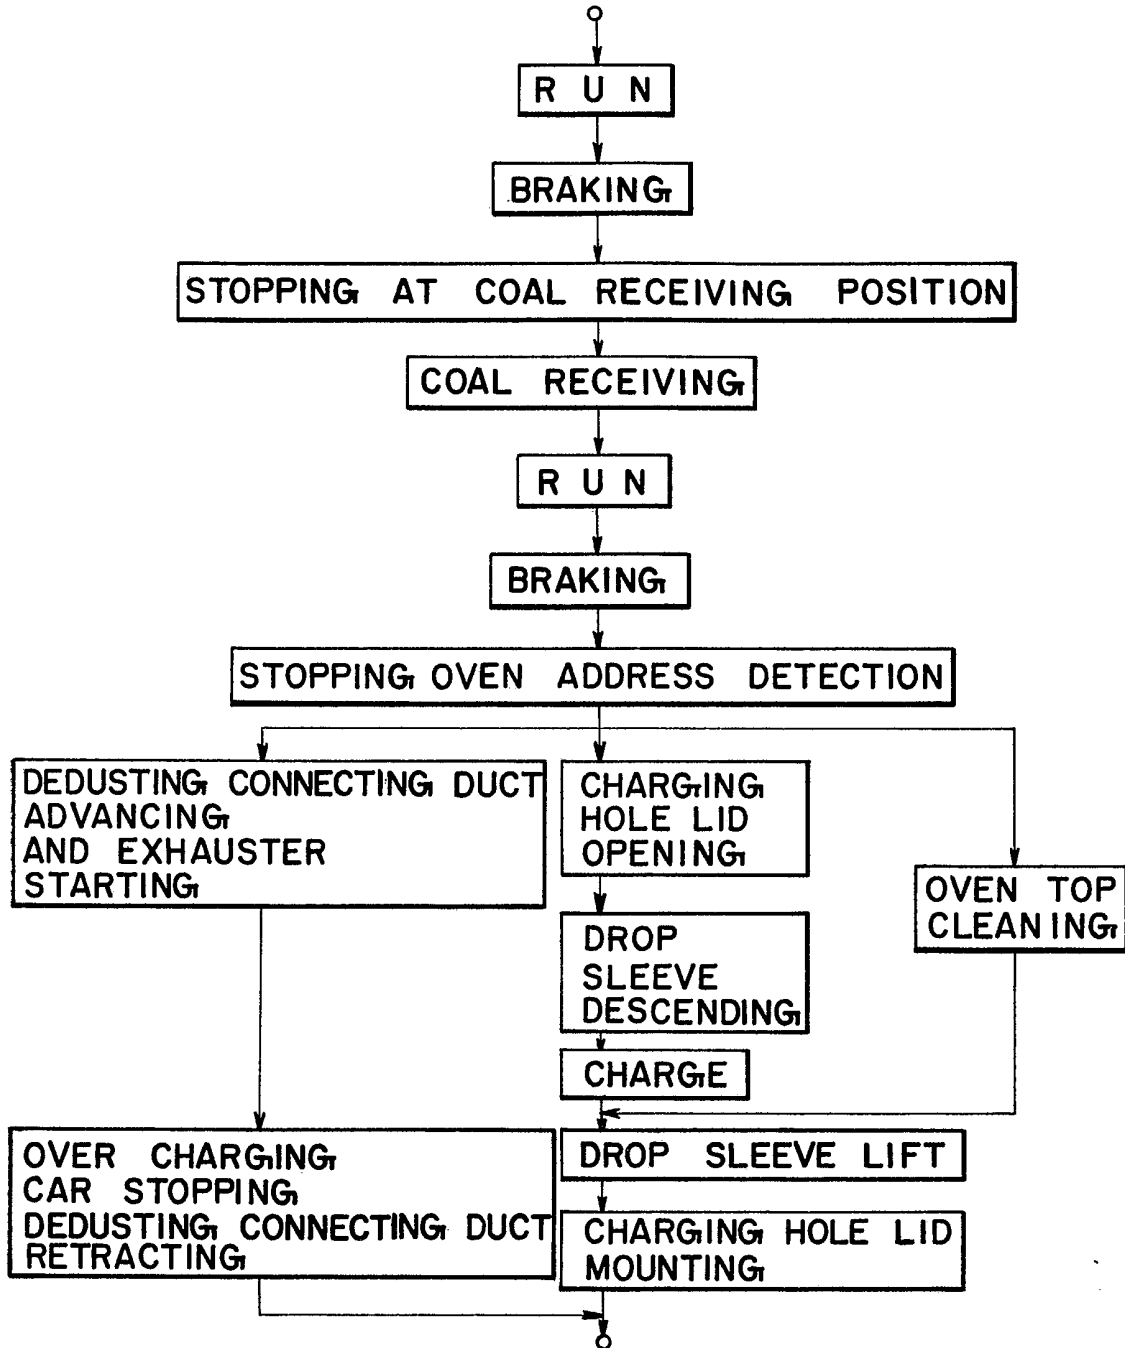 RUN
BRAKING
STOPPING AT COAL RECEIVING POSITION
COAL RECEIVING
RUN
BRAKING
STOPPING OVEN ADDRESS DETECTION
DEDUSTING CONNECTING DUCT
ADVANCING
AND EXHAUSTER
STARTING
CHARGING
HOLE LID
OPENING
OVEN TOP
CLEANING
DROP
SLEEVE
DESCENDING
CHARGE
OVER CHARGING
CAR STOPPING
DEDUSTING CONNECTING DUCT
RETRACTING
DROP SLEEVE LIFT
CHARGING HOLE LID
MOUNTING